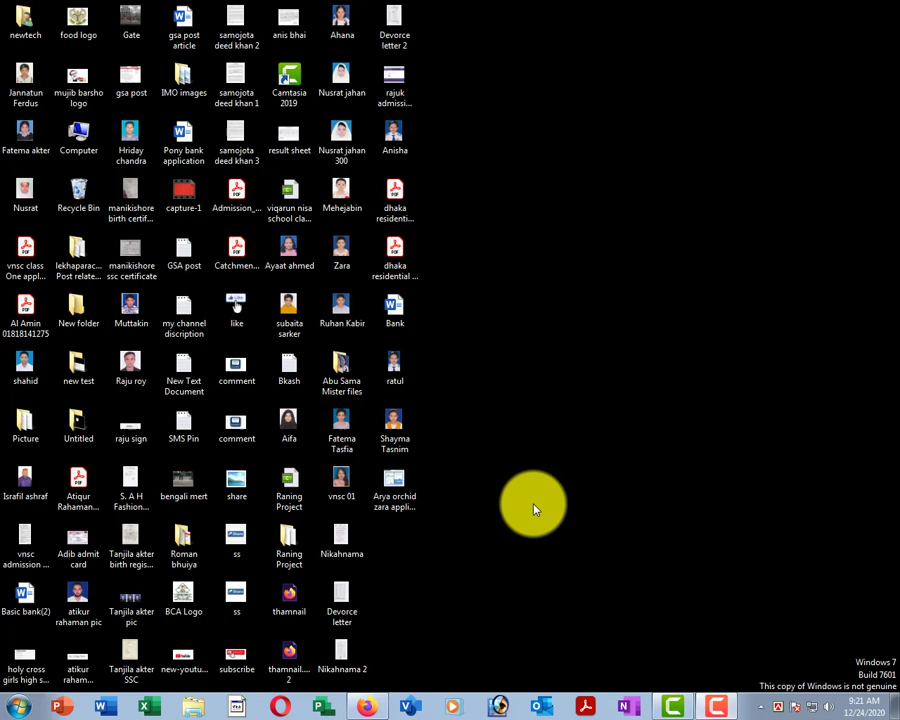 newtech
food logo
Gate
gsa post
article
samojota
deed khan 2
anis bhai
Ahana
Devorce
letter 2
Jannatun
Ferdus
mujib barsho
logo
gsa post
IMO images
samojota
deed khan 1
Camtasia
2019
Nusrat jahan
rajuk
admissi...
Fatema akter
Computer
Hriday
chandra
Pony bank
application
samojota
deed khan 3
result sheet
Nusrat jahan
300
Anisha
Nusrat
Recycle Bin
manikishore
birth certif...
capture-1
Admission_...
viqarun nisa
school cla...
Mehejabin
dhaka
residenti...
vnsc class
One appl...
lekhaparac...
Post relate...
manikishore
ssc certificate
GSA post
Catchmen...
Ayaat ahmed
Zara
dhaka
residential ...
Al Amin
01818141275
New folder
Muttakin
my channel
discription
like
subaita
sarker
Ruhan Kabir
Bank
shahid
new test
Raju roy
New Text
Document
comment
Bkash
Abu Sama
Mister files
ratul
Picture
Untitled
raju sign
SMS Pin
comment
Aifa
Fatema
Tasfia
Shayma
Tasnim
Israfil ashraf
Atiqur
Rahaman...
S. A H
Fashion...
bengali mert
share
Raning
Project
vnsc 01
Arya orchid
zara appli...
vnsc
admission ...
Adib admit
card
Tanjila akter
birth regis...
Roman
bhuiya
ss
Raning
Project
Nikahnama
Basic bank(2)
atikur
rahaman pic
Tanjila akter
pic
BCA Logo
ss
thamnail
Devorce
letter
holy cross
girls high s...
atikur
raham...
Tanjila akter
SSC
new-youtu...
subscribe
thamnail...
2
Nikahnama 2
Windows 7
Build 7601
This copy of Windows is not genuine
9:21 AM
12/24/2020